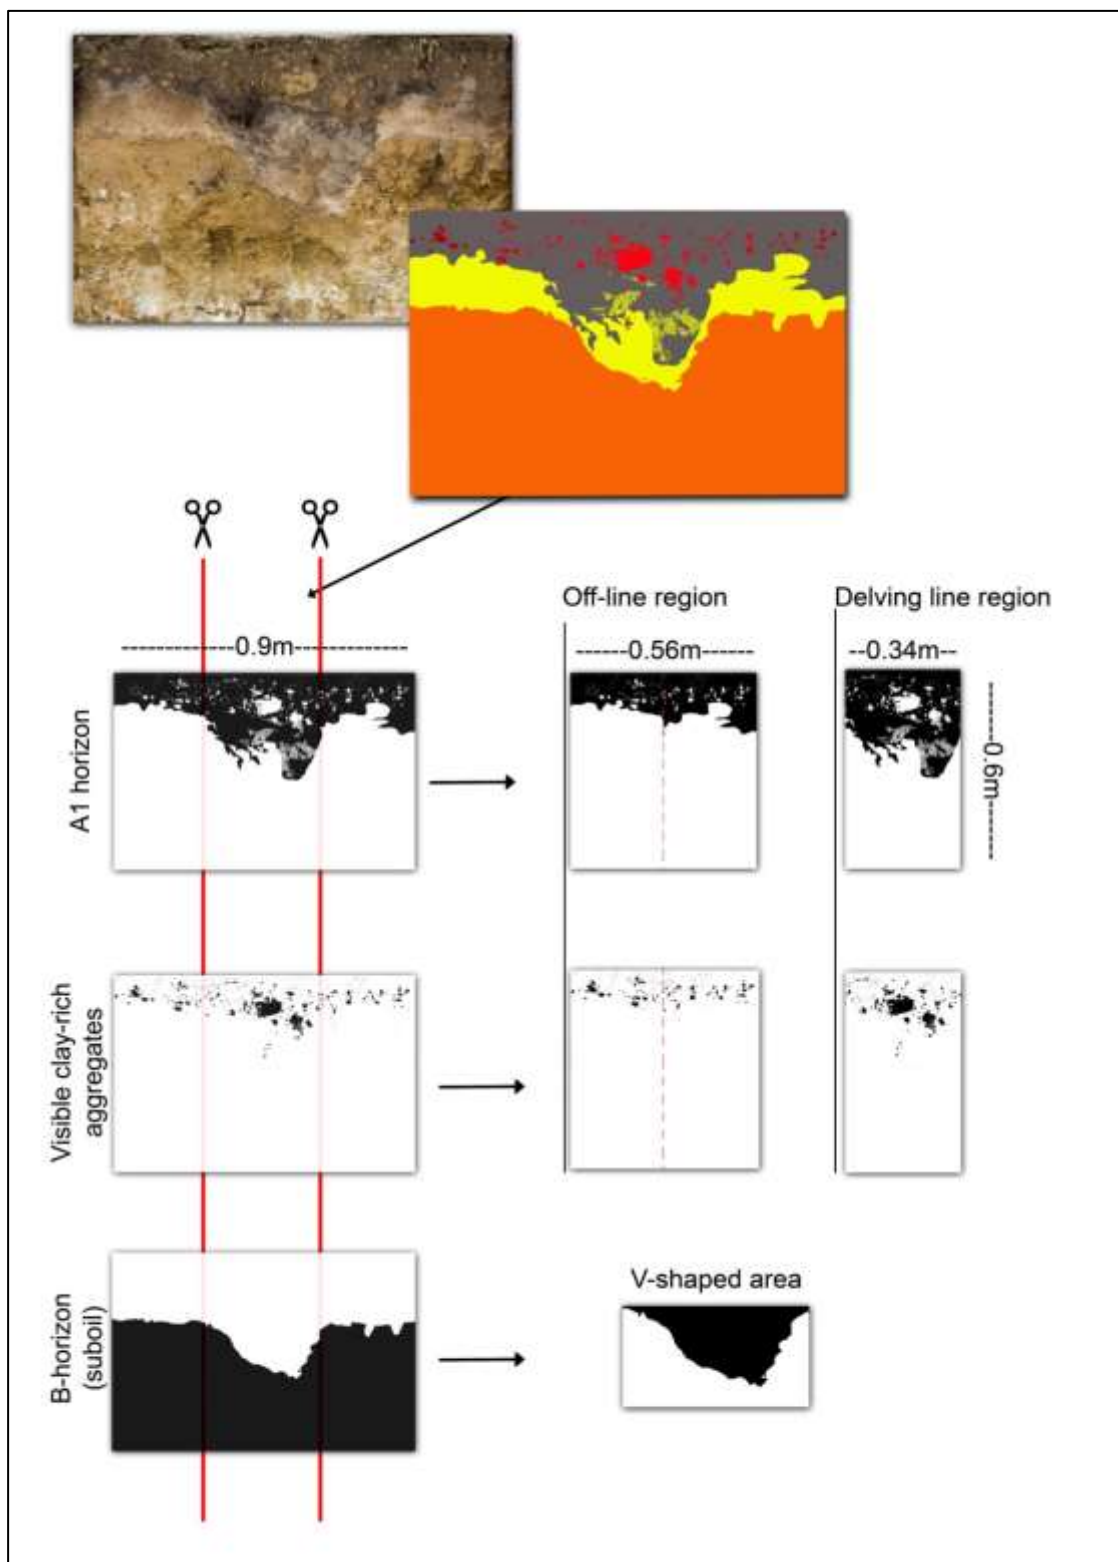 Off-line region
Delving line region
--------------0.9m--------------
------0.56m------
--0.34m--
-------0.6m-------
A1 horizon
Visible clay-rich
aggregates
V-shaped area
B-horizon
(suboil)